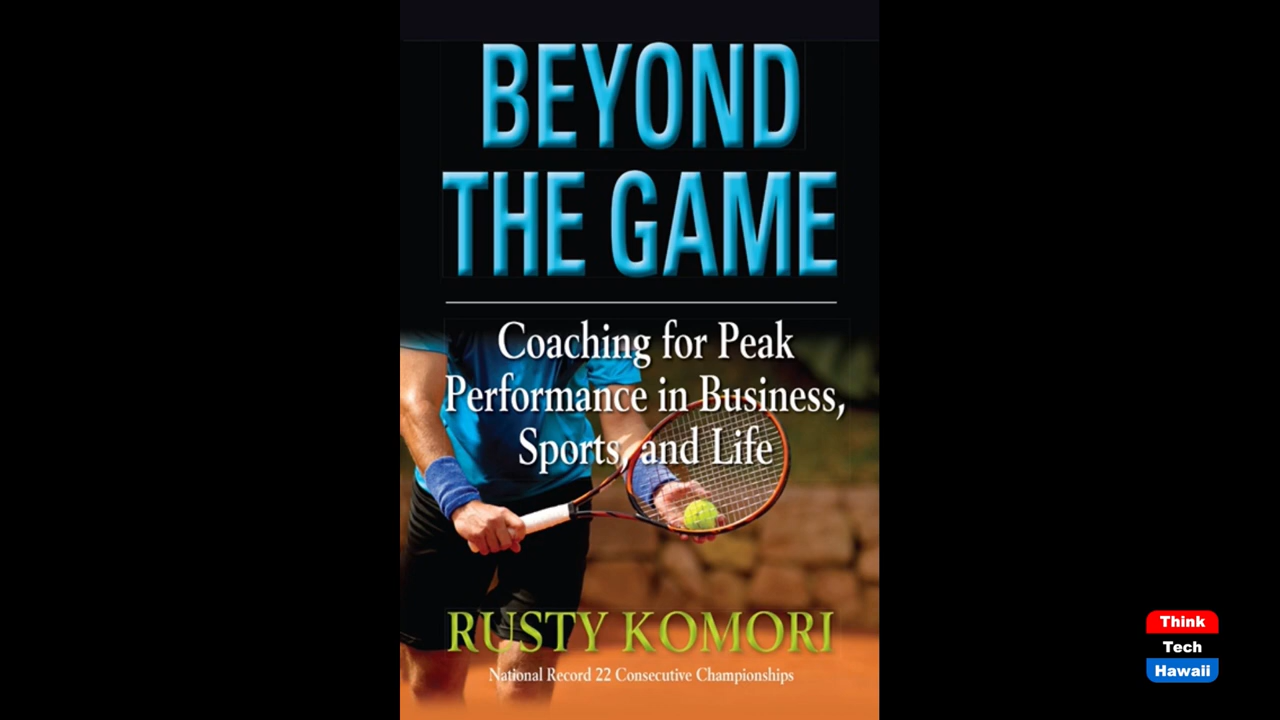 BEYOND
THE GAME
Coaching for Peak
Performance in Business,
Sports, and Life
RUSTY KOMORI
National Record 22 Consecutive Championships
Think
Tech
Hawaii